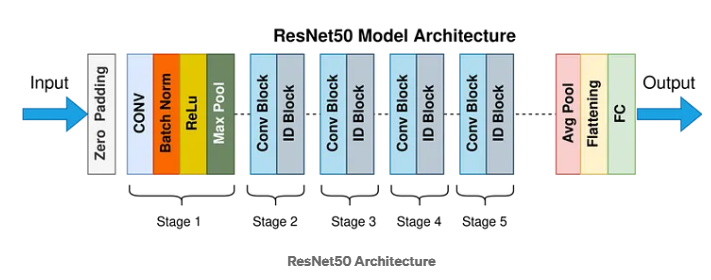 ResNet50 Model Architecture
Input
Zero Padding
CONV
Batch Norm
ReLu
Max Pool
Conv Block
ID Block
Conv Block
ID Block
Conv Block
ID Block
Conv Block
ID Block
Avg Pool
Flattening
FC
Output
Stage 1
Stage 2
Stage 3
Stage 4
Stage 5
ResNet50 Architecture